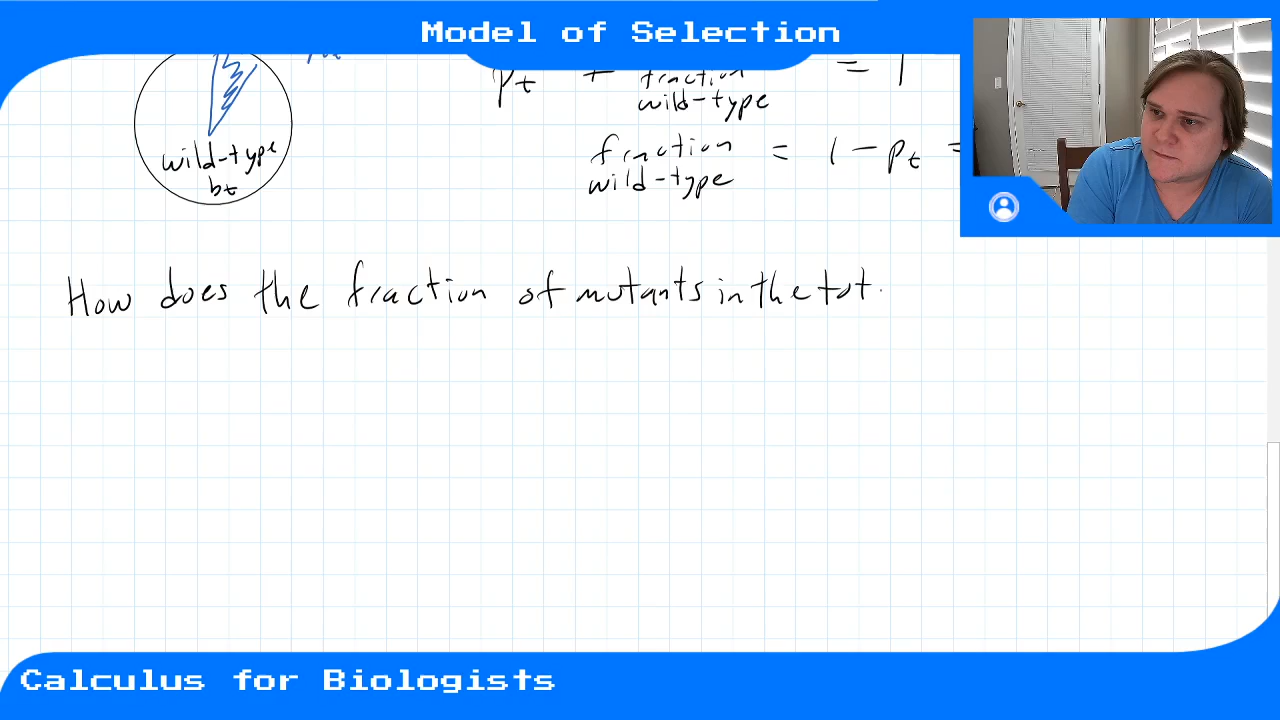 Model of Selection
wild-type
bt
pt + fraction = 1
wild-type
fraction = 1 - pt =
wild-type
How does the fraction of mutants in the tot.
Calculus for Biologists